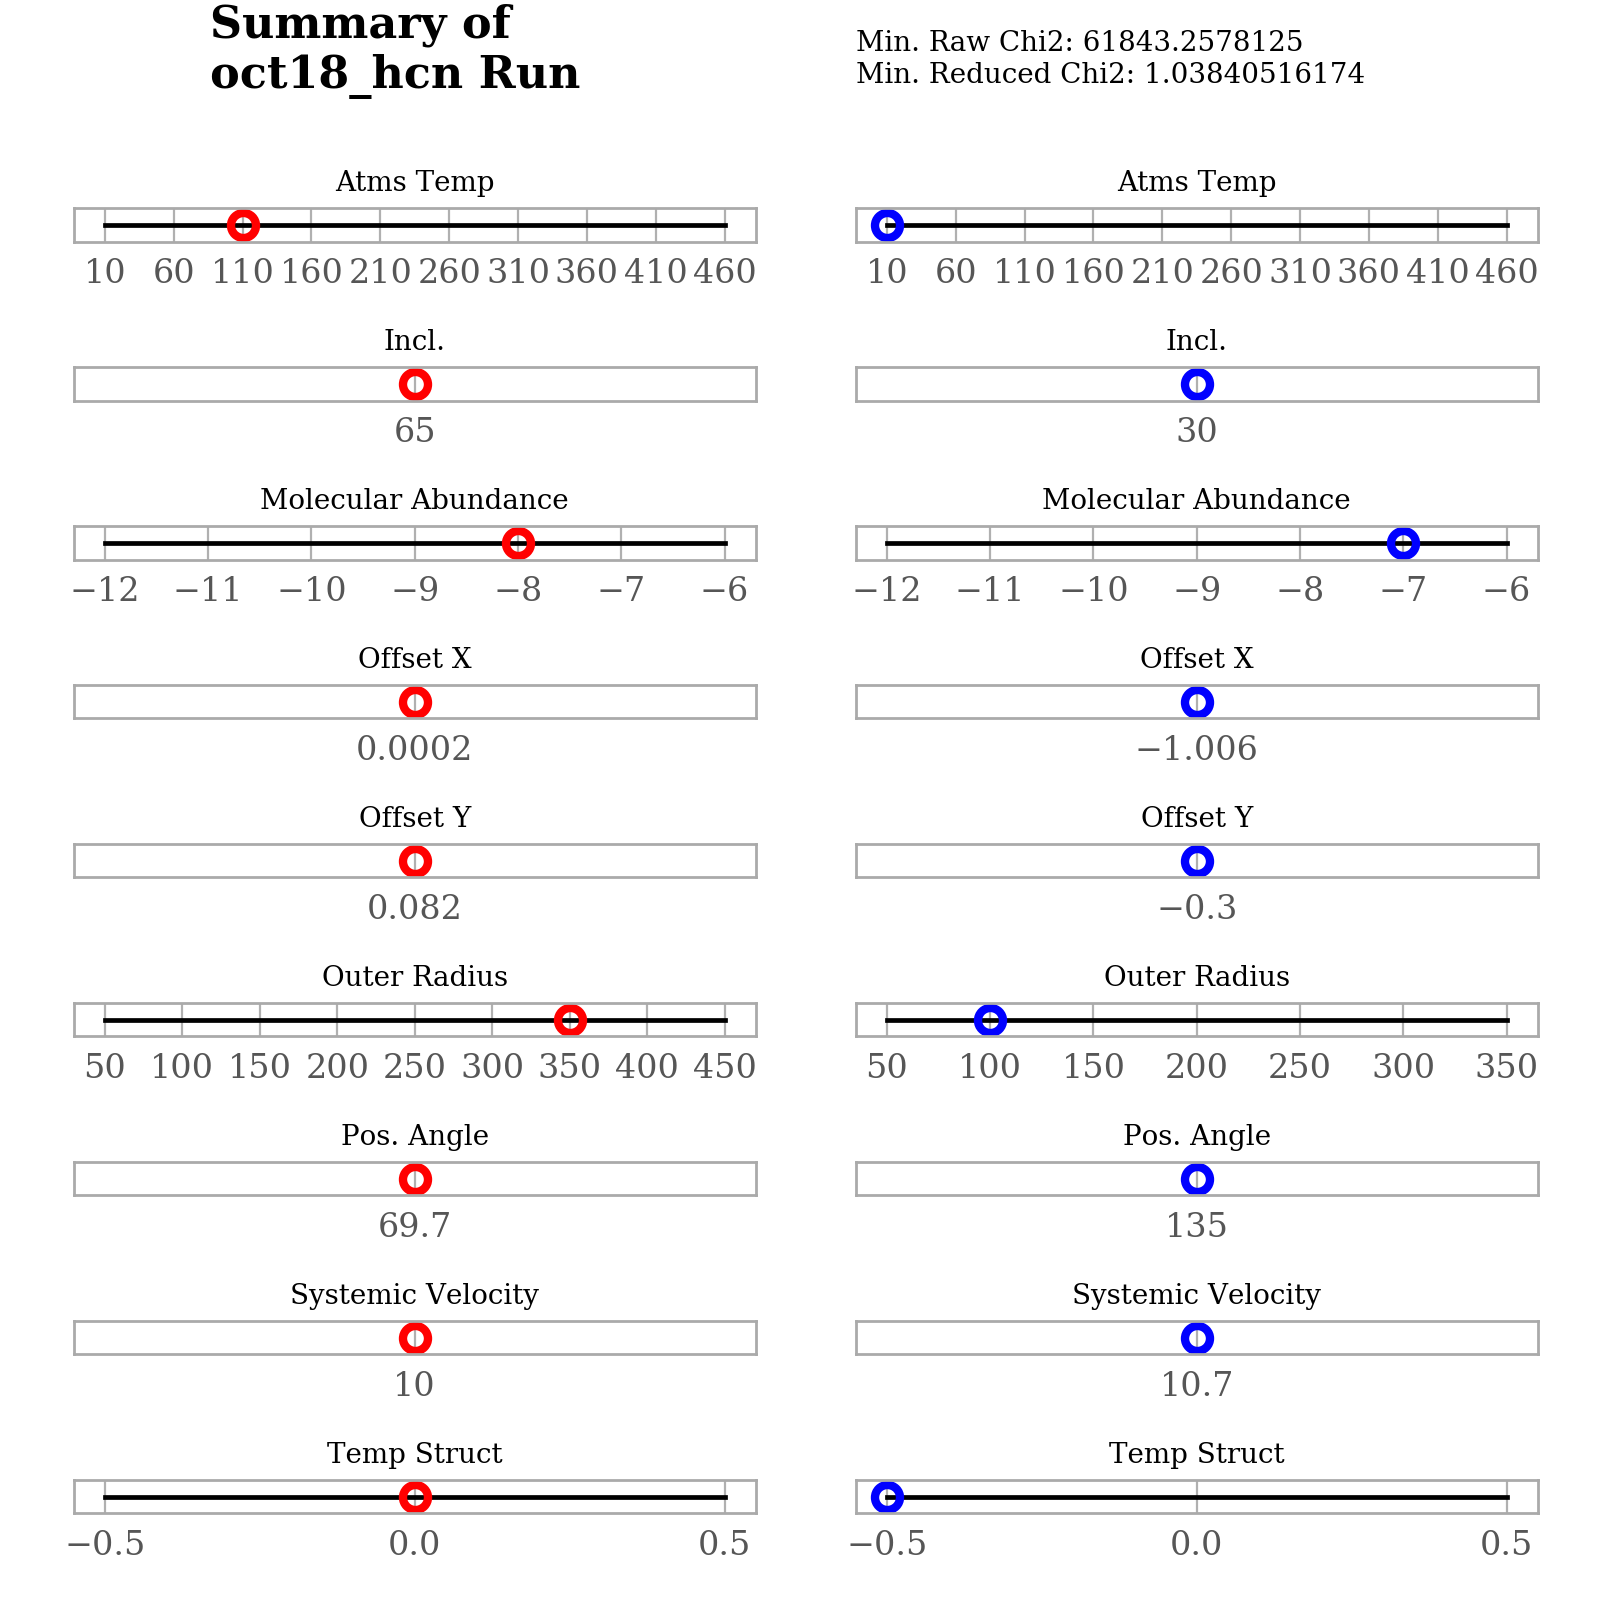 Summary of
oct18_hcn Run
Min. Raw Chi2: 61843.2578125
Min. Reduced Chi2: 1.03840516174
Atms Temp
10 60 110 160 210 260 310 360 410 460
Incl.
65
Molecular Abundance
−12 −11 −10 −9 −8 −7 −6
Offset X
0.0002
Offset Y
0.082
Outer Radius
50 100 150 200 250 300 350 400 450
Pos. Angle
69.7
Systemic Velocity
10
Temp Struct
−0.5 0.0 0.5
Atms Temp
10 60 110 160 210 260 310 360 410 460
Incl.
30
Molecular Abundance
−12 −11 −10 −9 −8 −7 −6
Offset X
−1.006
Offset Y
−0.3
Outer Radius
50 100 150 200 250 300 350
Pos. Angle
135
Systemic Velocity
10.7
Temp Struct
−0.5 0.0 0.5